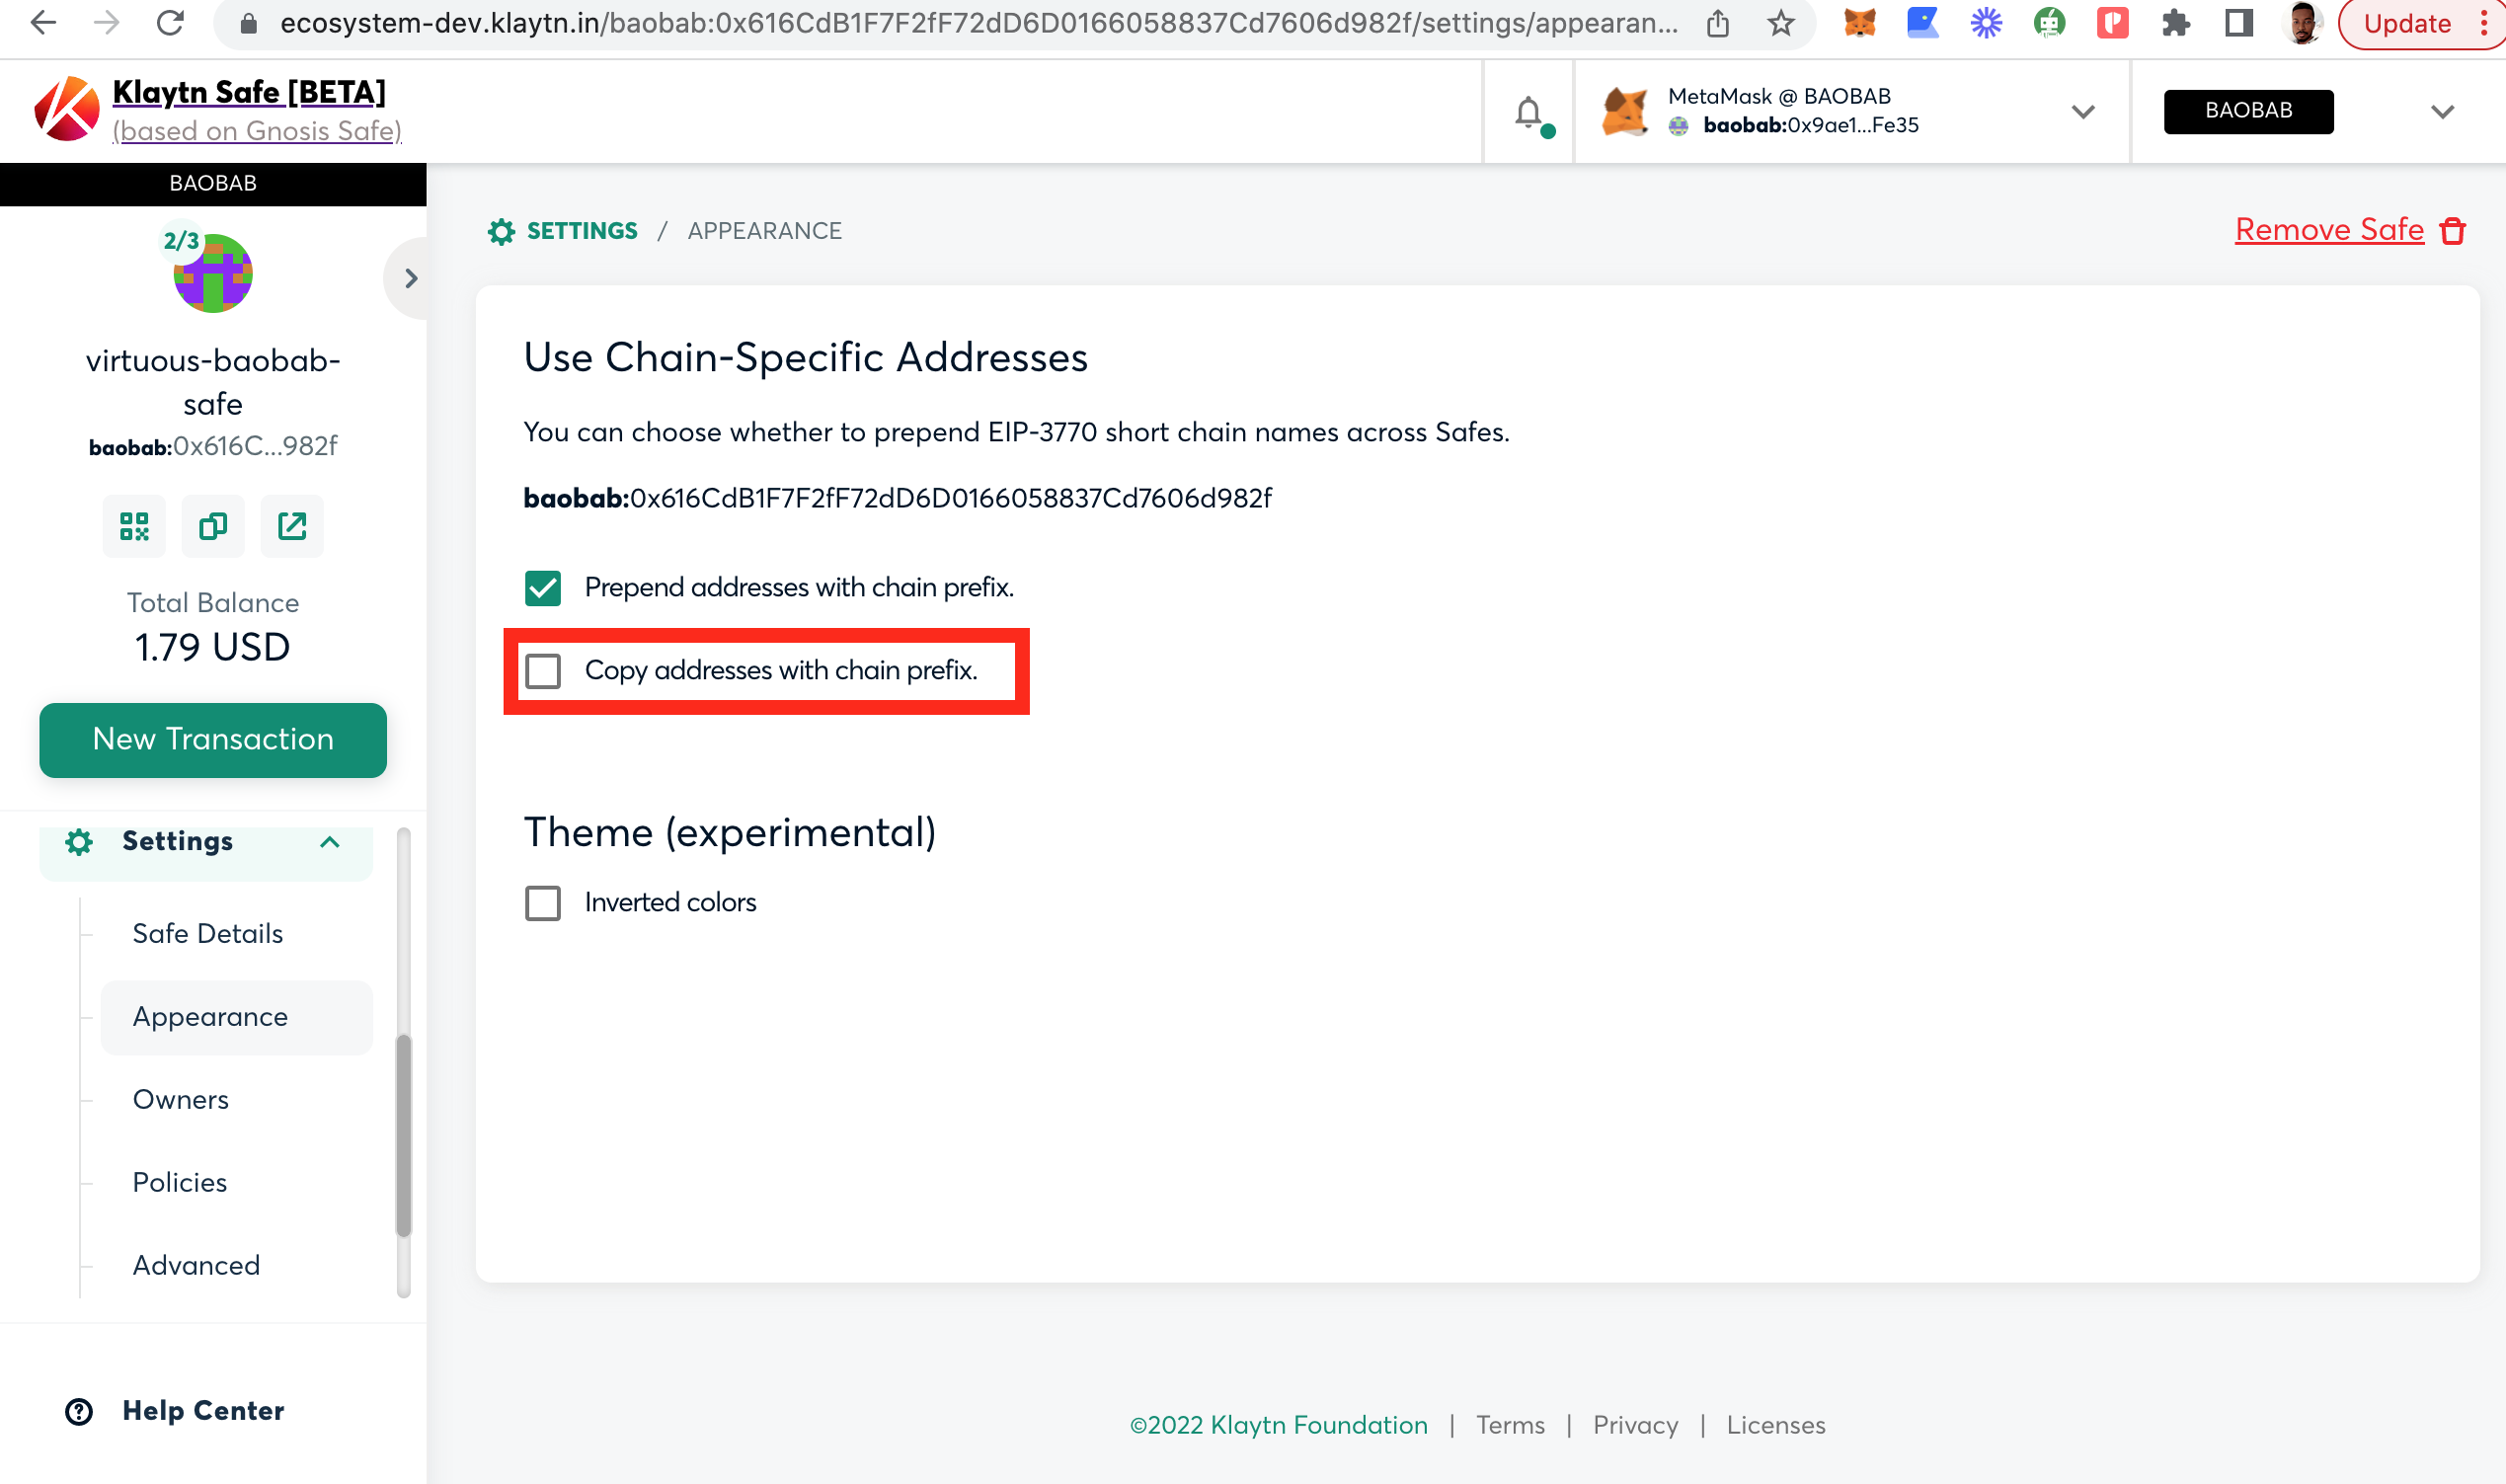 ecosystem-dev.klaytn.in/baobab:0x616CdB1F7F2fF72dD6D0166058837Cd7606d982f/settings/appearan...
Update
Klaytn Safe [BETA]
(based on Gnosis Safe)
MetaMask @ BAOBAB
baobab:0x9ae1...Fe35
BAOBAB
BAOBAB
2/3
virtuous-baobab-
safe
baobab:0x616C...982f
Total Balance
1.79 USD
New Transaction
Settings
Safe Details
Appearance
Owners
Policies
Advanced
Help Center
SETTINGS / APPEARANCE
Remove Safe
Use Chain-Specific Addresses
You can choose whether to prepend EIP-3770 short chain names across Safes.
baobab:0x616CdB1F7F2fF72dD6D0166058837Cd7606d982f
Prepend addresses with chain prefix.
Copy addresses with chain prefix.
Theme (experimental)
Inverted colors
©2022 Klaytn Foundation | Terms | Privacy | Licenses